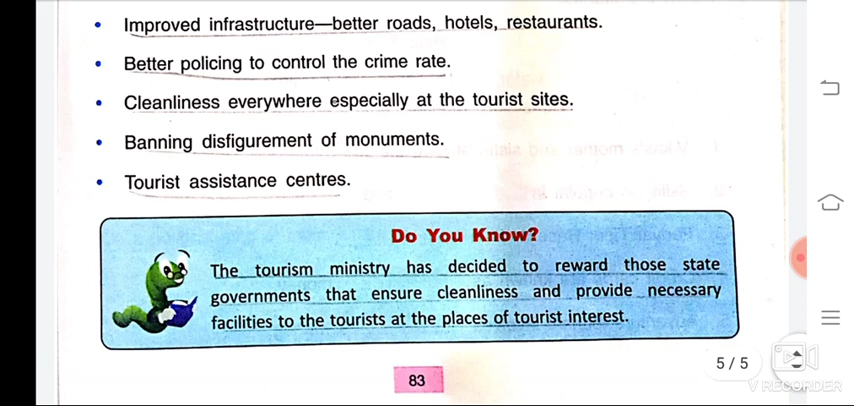 • Improved infrastructure—better roads, hotels, restaurants.
• Better policing to control the crime rate.
• Cleanliness everywhere especially at the tourist sites.
• Banning disfigurement of monuments.
• Tourist assistance centres.
Do You Know?
The tourism ministry has decided to reward those state
governments that ensure cleanliness and provide necessary
facilities to the tourists at the places of tourist interest.
5 / 5
83
V RECORDER